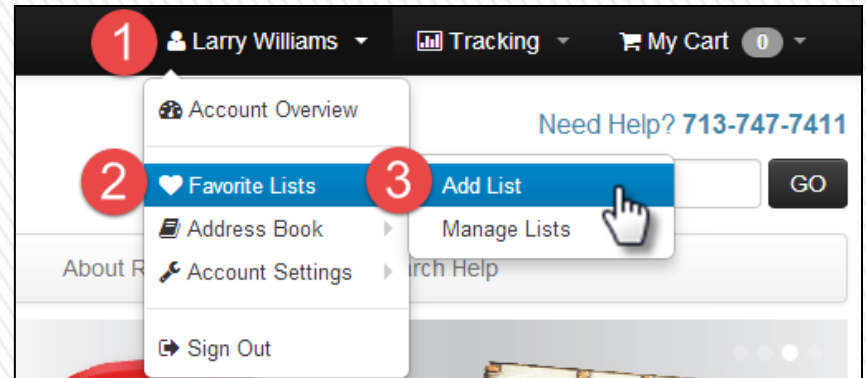 1 Larry Williams Tracking My Cart 0
Account Overview
Need Help? 713-747-7411
2 Favorite Lists 3 Add List GO
Address Book Manage Lists
About R Account Settings rch Help
Sign Out